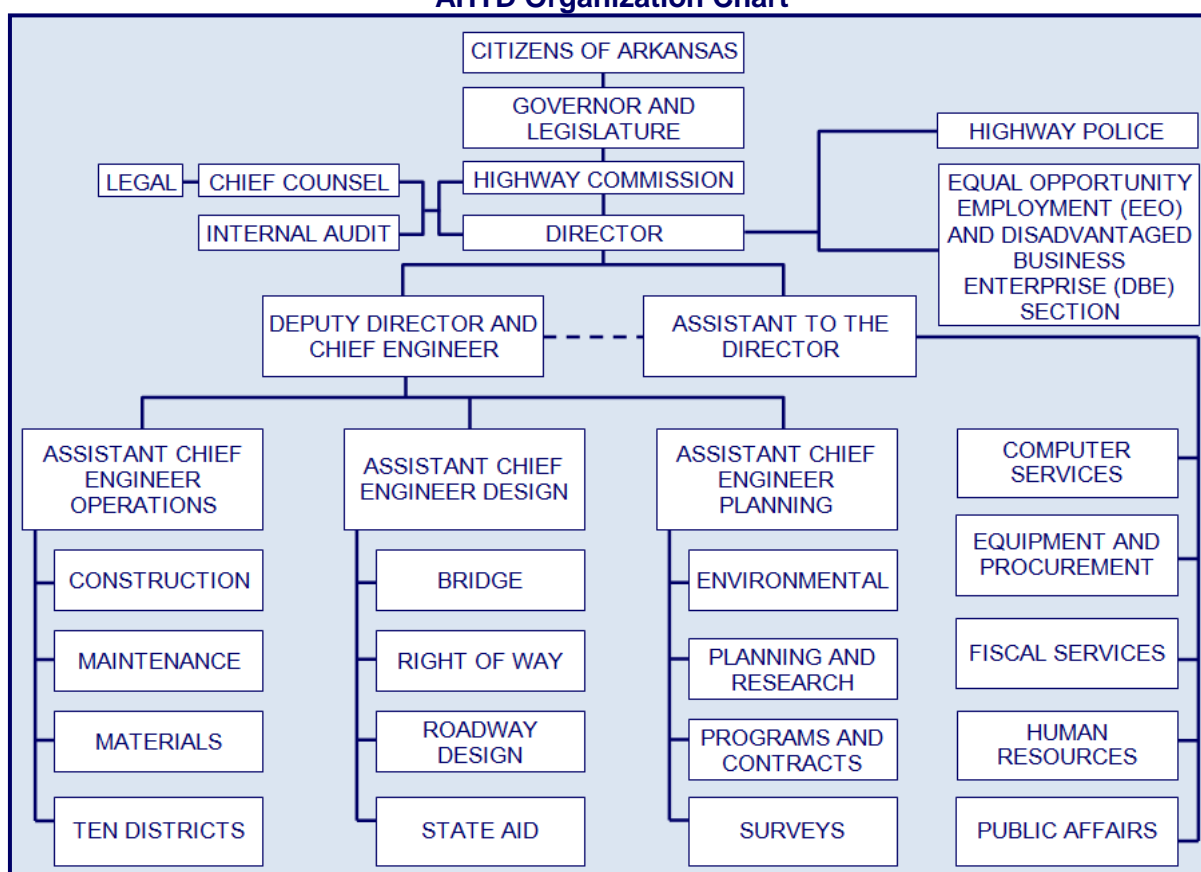 AHTD Organization Chart
CITIZENS OF ARKANSAS
GOVERNOR AND
LEGISLATURE
HIGHWAY POLICE
LEGAL
CHIEF COUNSEL
HIGHWAY COMMISSION
EQUAL OPPORTUNITY
EMPLOYMENT (EEO)
AND DISADVANTAGED
BUSINESS
ENTERPRISE (DBE)
SECTION
INTERNAL AUDIT
DIRECTOR
DEPUTY DIRECTOR AND
CHIEF ENGINEER
ASSISTANT TO THE
DIRECTOR
ASSISTANT CHIEF
ENGINEER
OPERATIONS
ASSISTANT CHIEF
ENGINEER DESIGN
ASSISTANT CHIEF
ENGINEER
PLANNING
COMPUTER
SERVICES
CONSTRUCTION
BRIDGE
ENVIRONMENTAL
EQUIPMENT AND
PROCUREMENT
MAINTENANCE
RIGHT OF WAY
PLANNING AND
RESEARCH
FISCAL SERVICES
MATERIALS
ROADWAY
DESIGN
PROGRAMS AND
CONTRACTS
HUMAN
RESOURCES
TEN DISTRICTS
STATE AID
SURVEYS
PUBLIC AFFAIRS